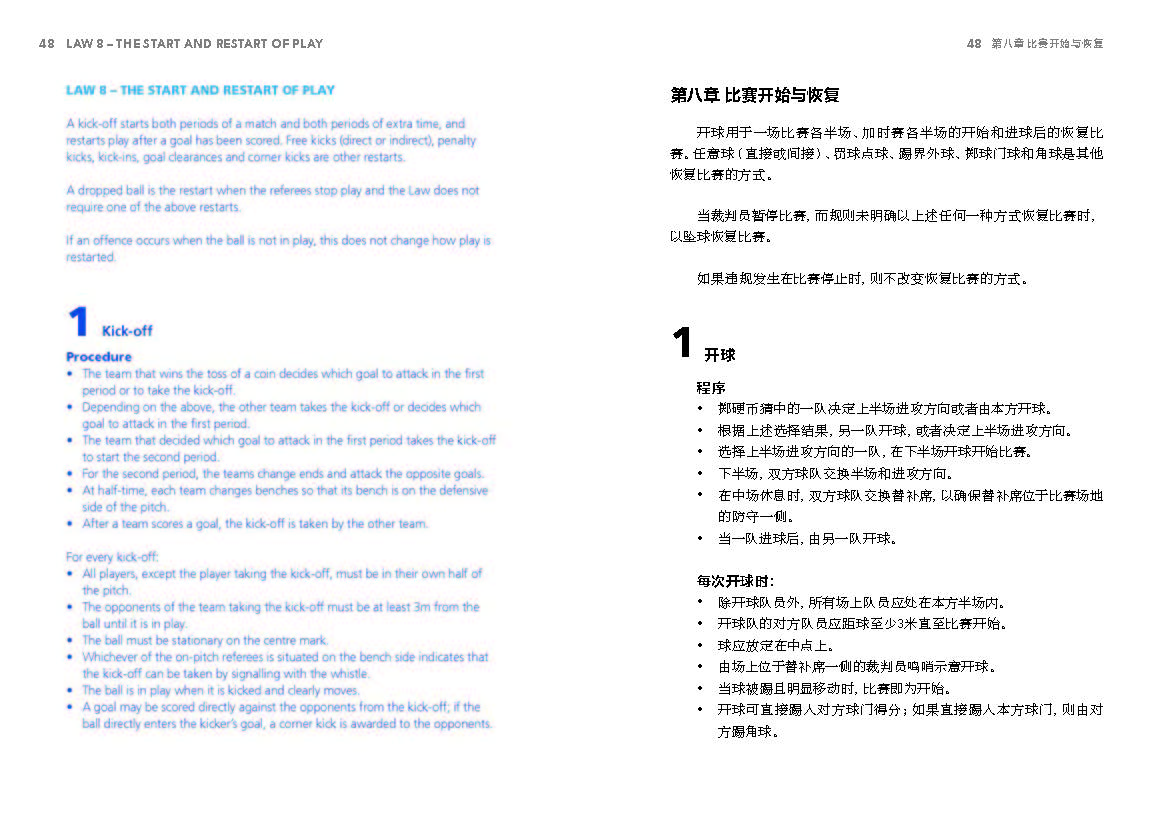 48 LAW 8 – THE START AND RESTART OF PLAY
LAW 8 – THE START AND RESTART OF PLAY
A kick-off starts both periods of a match and both periods of extra time, and
restarts play after a goal has been scored. Free kicks (direct or indirect), penalty
kicks, kick-ins, goal clearances and corner kicks are other restarts.
A dropped ball is the restart when the referees stop play and the Law does not
require one of the above restarts.
If an offence occurs when the ball is not in play, this does not change how play is
restarted.
1 Kick-off
Procedure
• The team that wins the toss of a coin decides which goal to attack in the first
period or to take the kick-off.
• Depending on the above, the other team takes the kick-off or decides which
goal to attack in the first period.
• The team that decided which goal to attack in the first period takes the kick-off
to start the second period.
• For the second period, the teams change ends and attack the opposite goals.
• At half-time, each team changes benches so that its bench is on the defensive
side of the pitch.
• After a team scores a goal, the kick-off is taken by the other team.
For every kick-off:
• All players, except the player taking the kick-off, must be in their own half of
the pitch.
• The opponents of the team taking the kick-off must be at least 3m from the
ball until it is in play.
• The ball must be stationary on the centre mark.
• Whichever of the on-pitch referees is situated on the bench side indicates that
the kick-off can be taken by signalling with the whistle.
• The ball is in play when it is kicked and clearly moves.
• A goal may be scored directly against the opponents from the kick-off; if the
ball directly enters the kicker's goal, a corner kick is awarded to the opponents.
48 第八章 比赛开始与恢复
第八章 比赛开始与恢复
开球用于一场比赛各半场、加时赛各半场的开始和进球后的恢复比
赛。任意球（直接或间接）、罚球点球、踢界外球、掷球门球和角球是其他
恢复比赛的方式。
当裁判员暂停比赛，而规则未明确以上述任何一种方式恢复比赛时，
以坠球恢复比赛。
如果违规发生在比赛停止时，则不改变恢复比赛的方式。
1 开球
程序
• 掷硬币猜中的一队决定上半场进攻方向或者由本方开球。
• 根据上述选择结果，另一队开球，或者决定上半场进攻方向。
• 选择上半场进攻方向的一队，在下半场开球开始比赛。
• 下半场，双方球队交换半场和进攻方向。
• 在中场休息时，双方球队交换替补席，以确保替补席位于比赛场地
的防守一侧。
• 当一队进球后，由另一队开球。
每次开球时：
• 除开球队员外，所有场上队员应处在本方半场内。
• 开球队的对方队员应距球至少3米直至比赛开始。
• 球应放定在中点上。
• 由场上位于替补席一侧的裁判员鸣哨示意开球。
• 当球被踢且明显移动时，比赛即为开始。
• 开球可直接踢入对方球门得分；如果直接踢入本方球门，则由对
方踢角球。